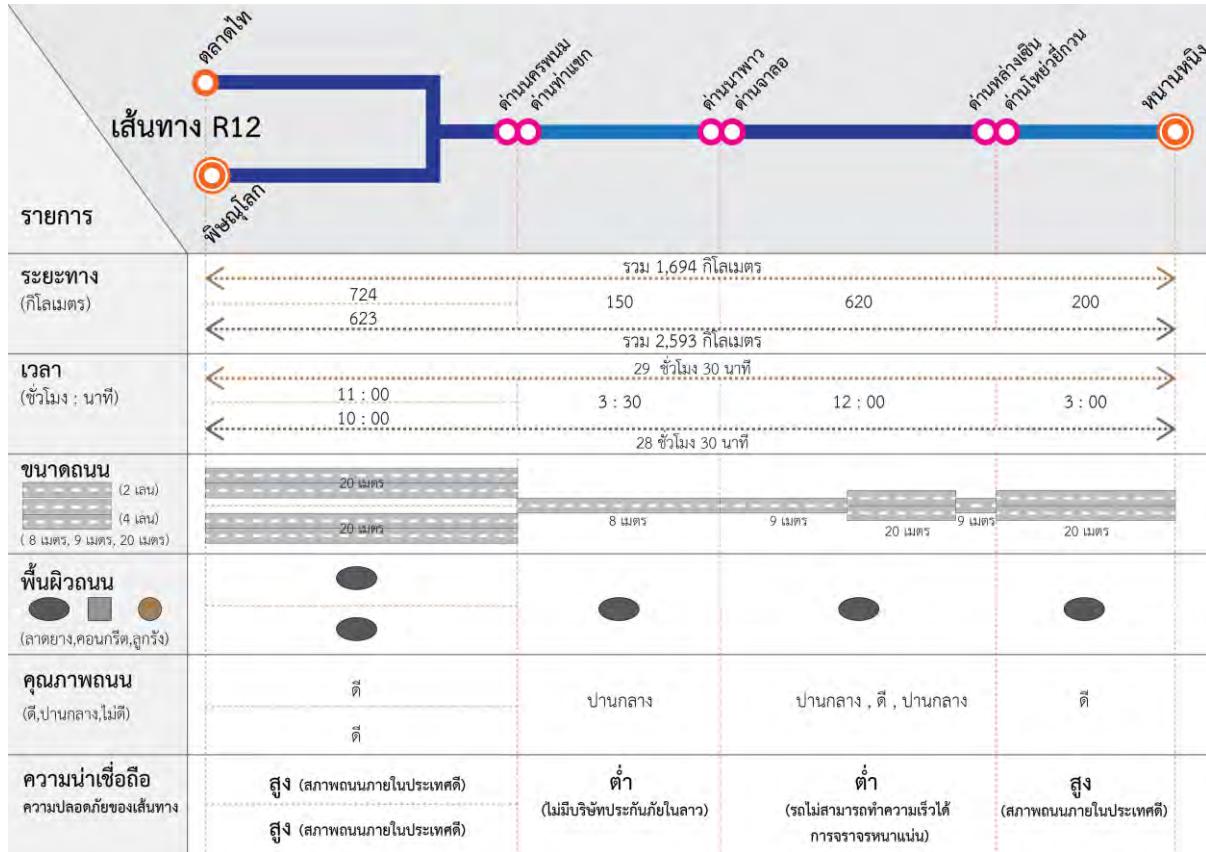 ตลาดไท
ด่านนครพนม
ด่านท่าแขก
ด่านนาพาว
ด่านจาลอ
ด่านหล่างเซิน
ด่านโหย่วยี่กวน
หนานหนิง
เส้นทาง R12
พิษณุโลก
รายการ
ระยะทาง
(กิโลเมตร)
รวม 1,694 กิโลเมตร
724
150
620
200
623
รวม 2,593 กิโลเมตร
เวลา
(ชั่วโมง : นาที)
29 ชั่วโมง 30 นาที
11 : 00
3 : 30
12 : 00
3 : 00
10 : 00
28 ชั่วโมง 30 นาที
ขนาดถนน
(2 เลน)
(4 เลน)
( 8 เมตร, 9 เมตร, 20 เมตร)
20 เมตร
20 เมตร
8 เมตร
9 เมตร
20 เมตร
9 เมตร
20 เมตร
พื้นผิวถนน
(ลาดยาง,คอนกรีต,ลูกรัง)
คุณภาพถนน
(ดี,ปานกลาง,ไม่ดี)
ดี
ดี
ปานกลาง
ปานกลาง , ดี , ปานกลาง
ดี
ความน่าเชื่อถือ
ความปลอดภัยของเส้นทาง
สูง (สภาพถนนภายในประเทศดี)
สูง (สภาพถนนภายในประเทศดี)
ต่ำ
(ไม่มีบริษัทประกันภัยในลาว)
ต่ำ
(รถไม่สามารถทำความเร็วได้
การจราจรหนาแน่น)
สูง
(สภาพถนนภายในประเทศดี)